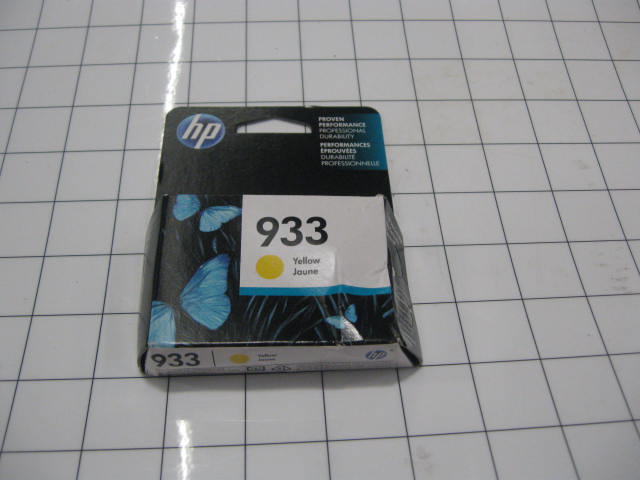 hp
PROVEN
PERFORMANCE
PROFESSIONAL
DURABILITY
PERFORMANCES
ÉPROUVÉES
DURABILITÉ
PROFESSIONNELLE
933
Yellow
Jaune
933
Yellow
Jaune
hp